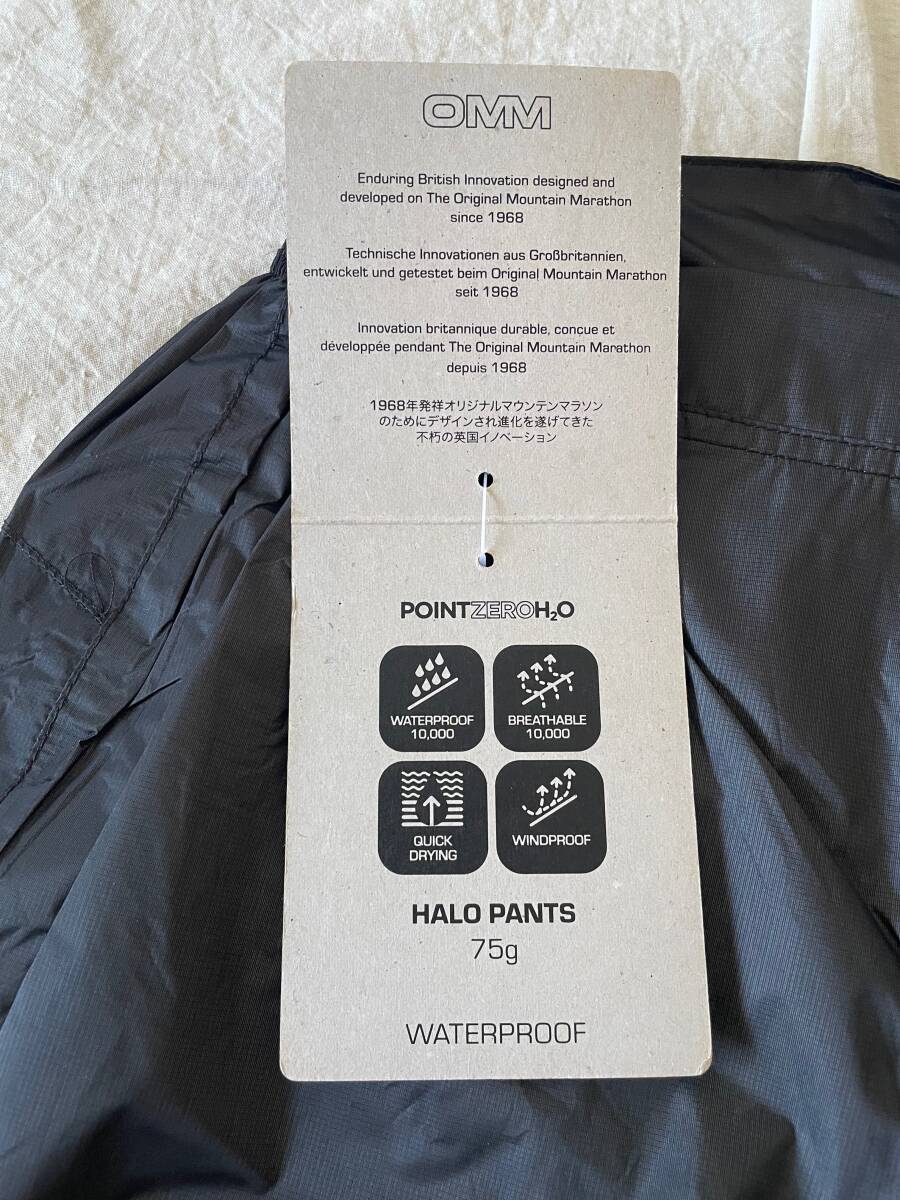 OMM
Enduring British Innovation designed and
developed on The Original Mountain Marathon
since 1968
Technische Innovationen aus Großbritannien,
entwickelt und getestet beim Original Mountain Marathon
seit 1968
Innovation britannique durable, concue et
développée pendant The Original Mountain Marathon
depuis 1968
1968年発祥オリジナルマウンテンマラソン
のためにデザインされ進化を遂げてきた
不朽の英国イノベーション
POINTZEROH₂O
WATERPROOF
10,000
BREATHABLE
10,000
QUICK
DRYING
WINDPROOF
HALO PANTS
75g
WATERPROOF